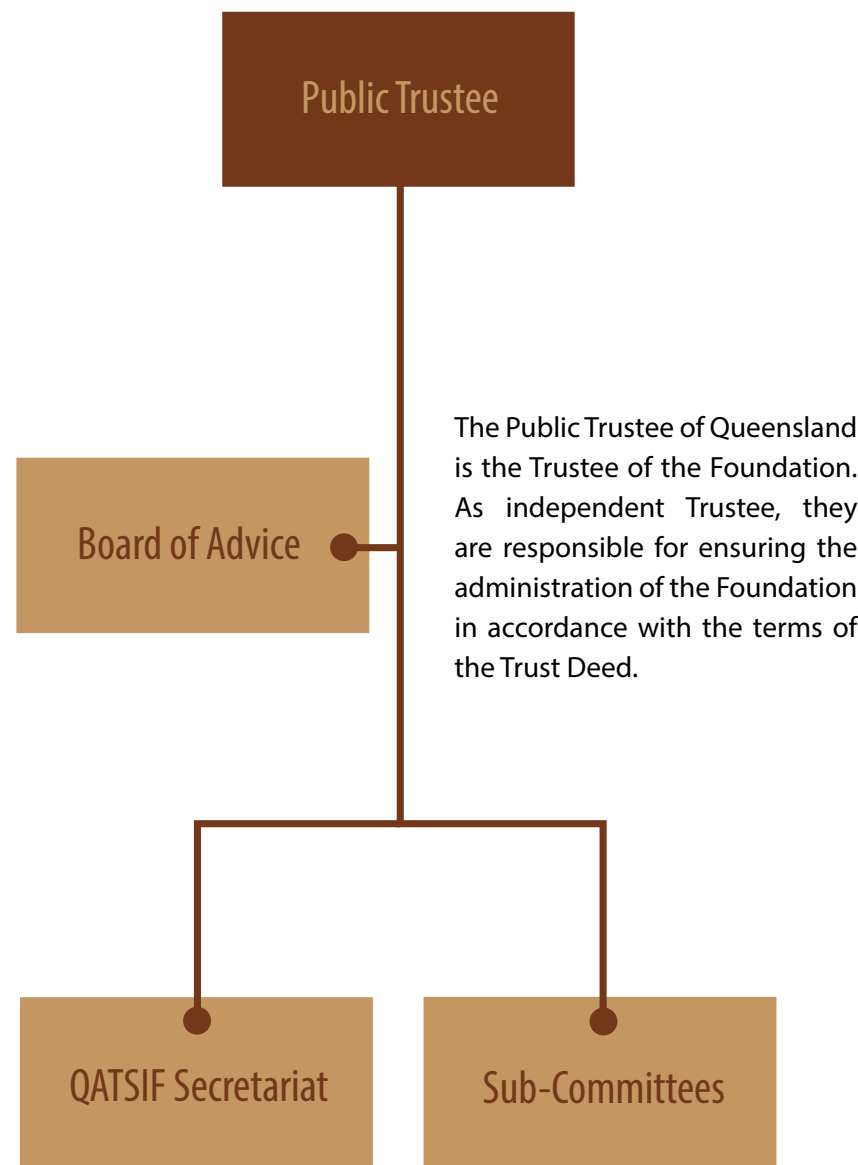 Public Trustee
The Public Trustee of Queensland
is the Trustee of the Foundation.
As independent Trustee, they
are responsible for ensuring the
administration of the Foundation
in accordance with the terms of
the Trust Deed.
Board of Advice
QATSIF Secretariat
Sub-Committees